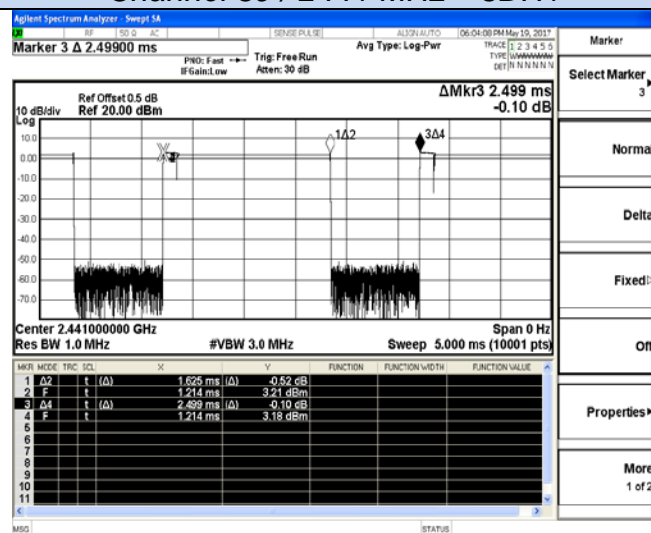 Agilent Spectrum Analyzer - Swept SA
RF 50 Ω AC SENSE:PULSE ALIGN AUTO 06:04:08 PM May 19, 2017
Marker 3 Δ 2.49900 ms
PNO: Fast
IFGain:Low
Trig: Free Run
Atten: 30 dB
Avg Type: Log-Pwr
TRACE 1 2 3 4 5 6
TYPE
DET N N N N N N
Ref Offset 0.5 dB
10 dB/div Ref 20.00 dBm
Log
ΔMkr3 2.499 ms
-0.10 dB
10.0
0.00
-10.0
-20.0
-30.0
-40.0
-50.0
-60.0
-70.0
1Δ2
3Δ4
Center 2.441000000 GHz Span 0 Hz
Res BW 1.0 MHz #VBW 3.0 MHz Sweep 5.000 ms (10001 pts)
MKR MODE TRC SCL X Y FUNCTION FUNCTION WIDTH FUNCTION VALUE
1 Δ2 t (Δ) 1.625 ms (Δ) -0.52 dB
2 F t 1.214 ms 3.21 dBm
3 Δ4 t (Δ) 2.499 ms (Δ) -0.10 dB
4 F t 1.214 ms 3.18 dBm
5
6
7
8
9
10
11
MSG STATUS
Marker
Select Marker
3
Normal
Delta
Fixed
Off
Properties
More
1 of 2